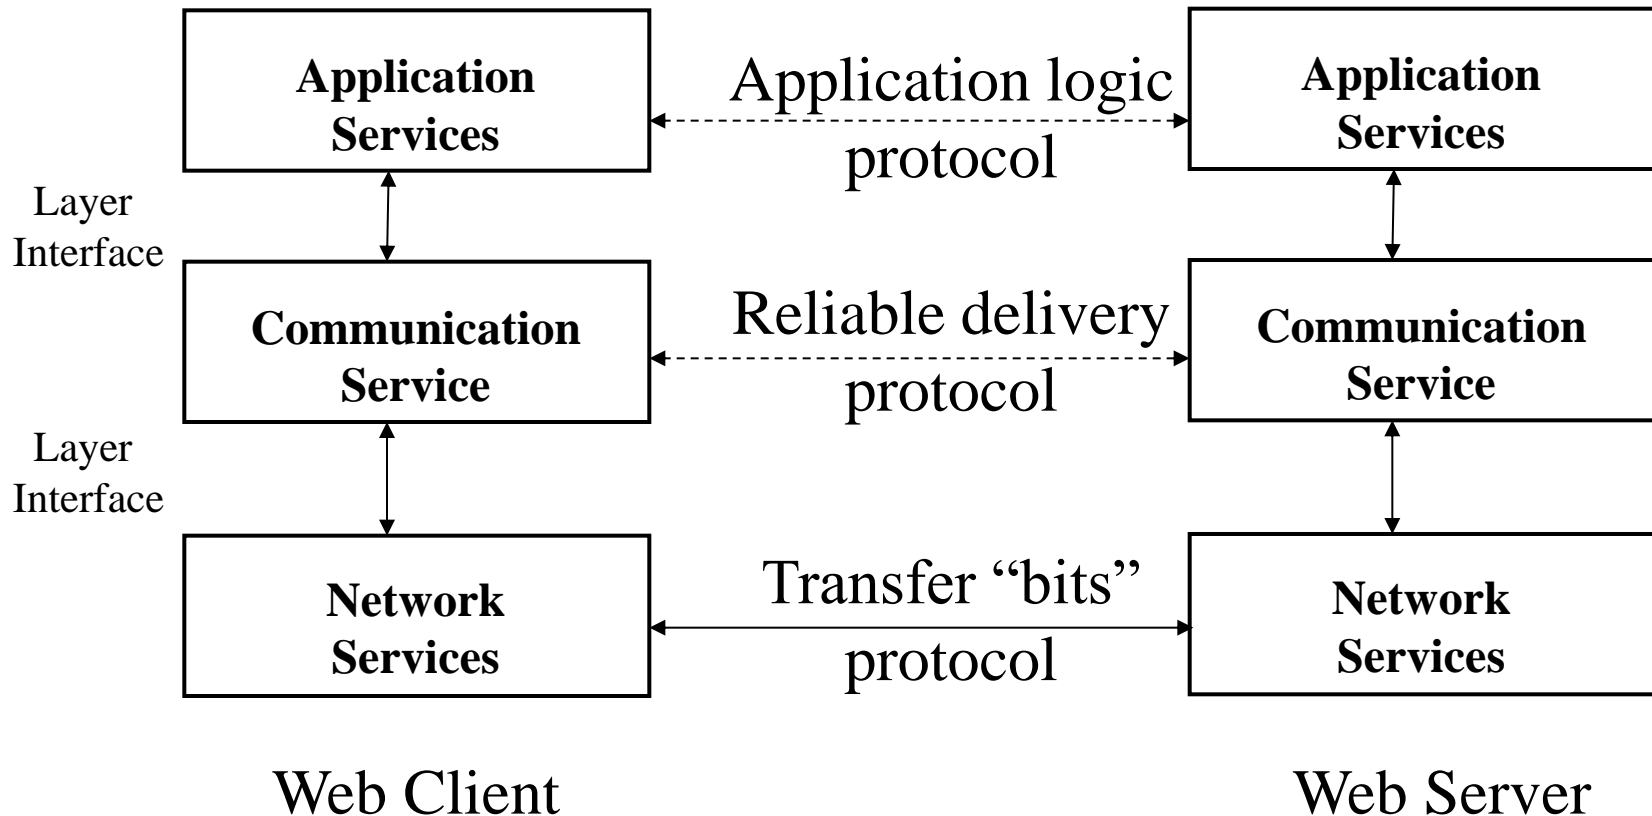 Application
Services
Application logic
protocol
Application
Services
Layer
Interface
Communication
Service
Reliable delivery
protocol
Communication
Service
Layer
Interface
Network
Services
Transfer “bits”
protocol
Network
Services
Web Client
Web Server